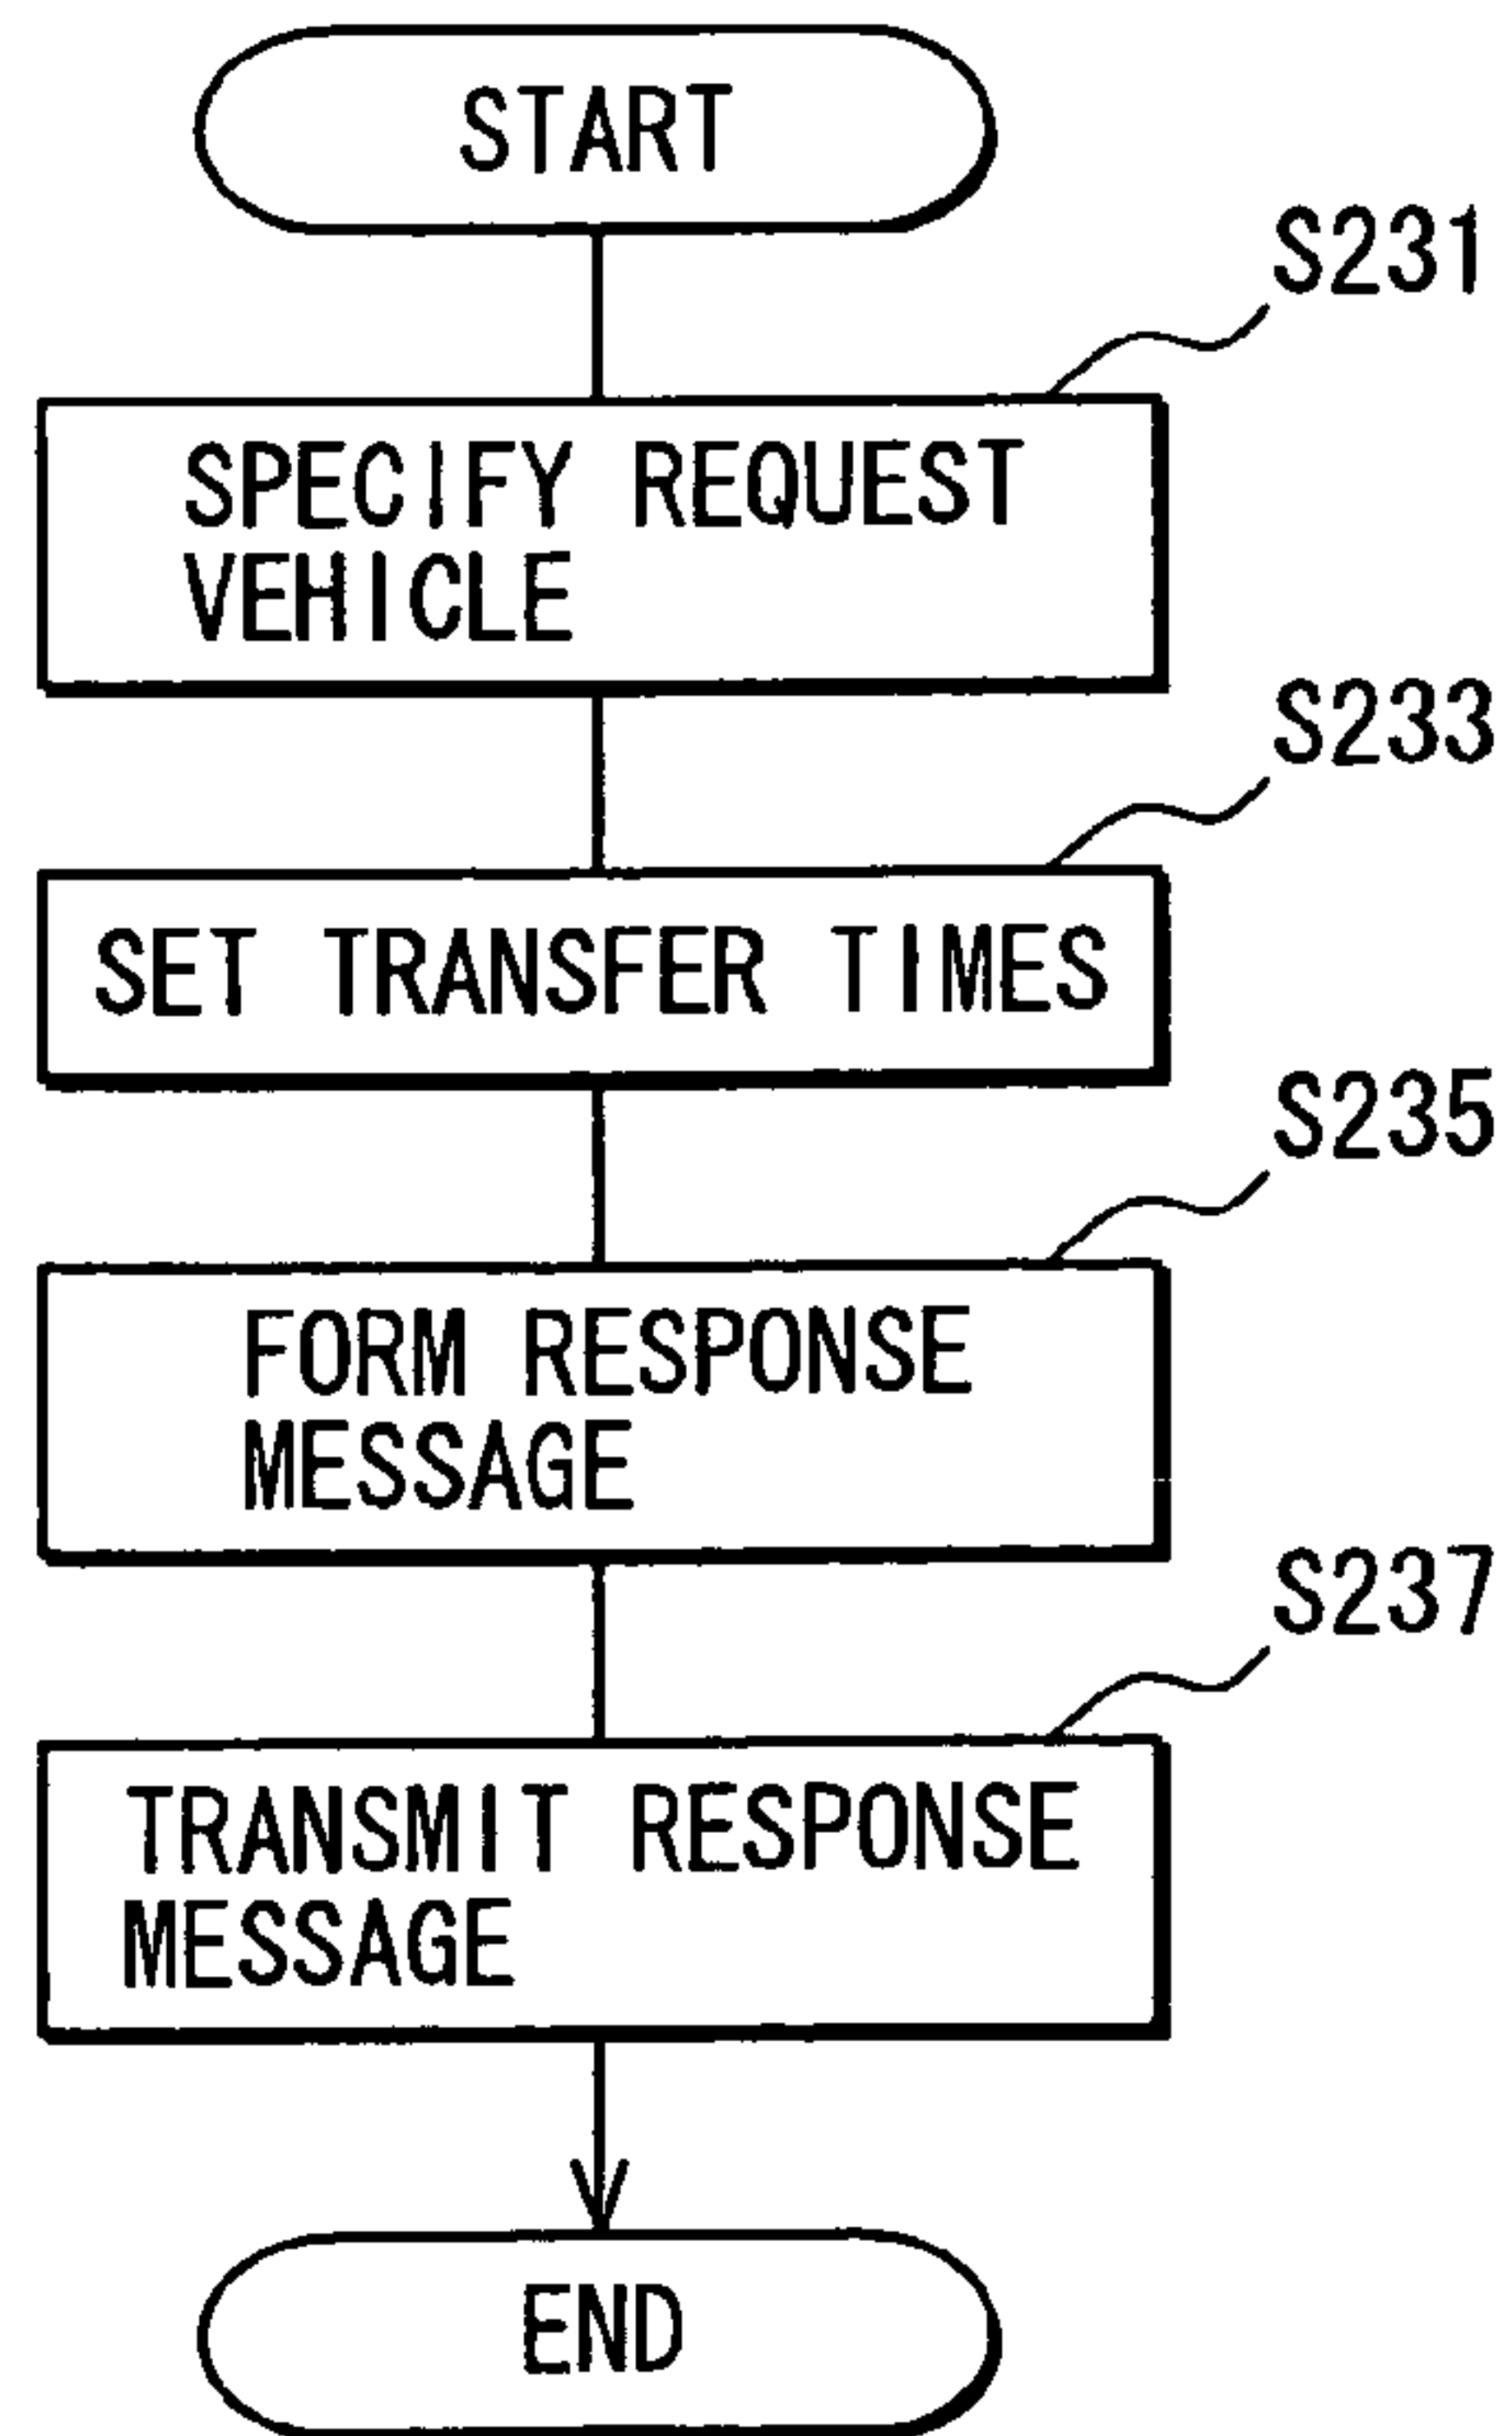 START
S231
SPECIFY REQUEST
VEHICLE
S233
SET TRANSFER TIMES
S235
FORM RESPONSE
MESSAGE
S237
TRANSMIT RESPONSE
MESSAGE
END